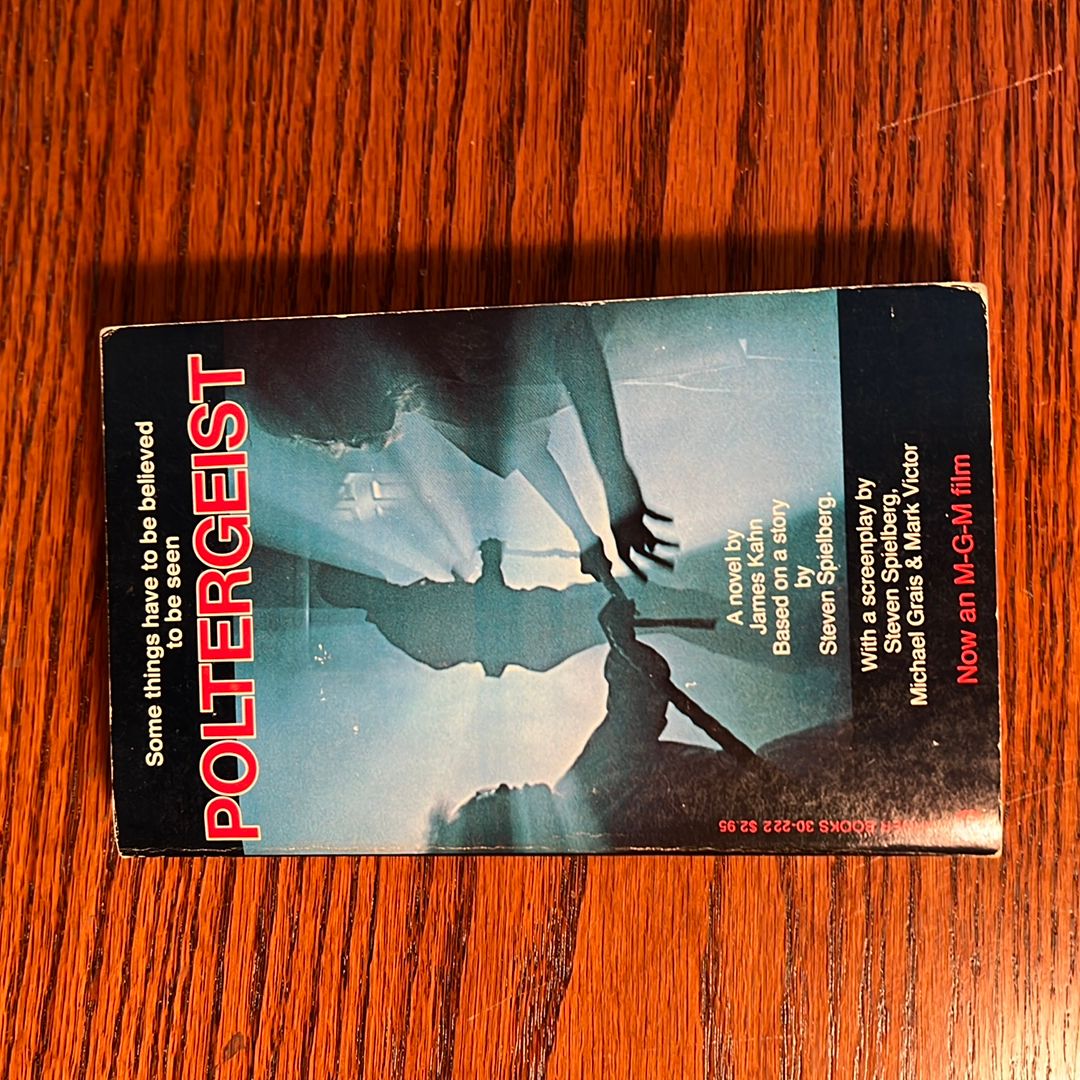 Some things have to be believed
to be seen
POLTERGEIST
A novel by
James Kahn
Based on a story
by
Steven Spielberg.
With a screenplay by
Steven Spielberg,
Michael Grais & Mark Victor
Now an M-G-M film
BOOKS 30-222 $2.95